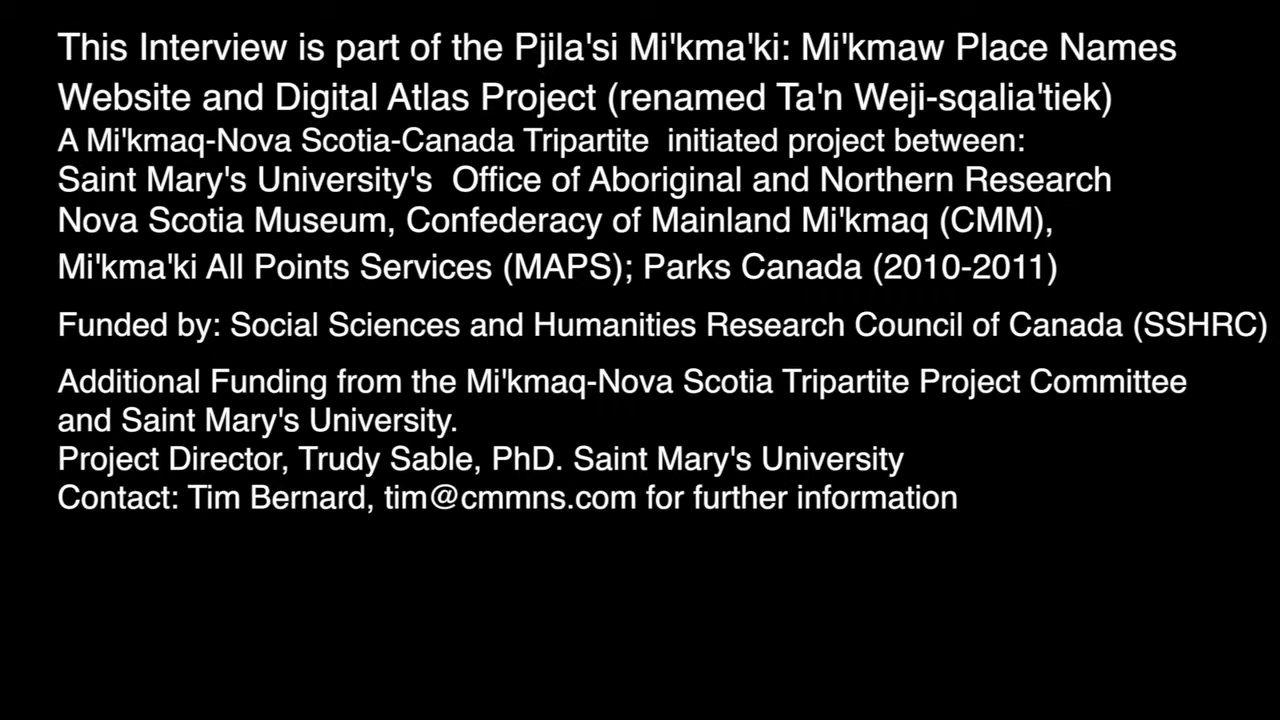 This Interview is part of the Pjila'si Mi'kma'ki: Mi'kmaw Place Names
Website and Digital Atlas Project (renamed Ta'n Weji-sqalia'tiek)
A Mi'kmaq-Nova Scotia-Canada Tripartite  initiated project between:
Saint Mary's University's  Office of Aboriginal and Northern Research
Nova Scotia Museum, Confederacy of Mainland Mi'kmaq (CMM),
Mi'kma'ki All Points Services (MAPS); Parks Canada (2010-2011)
Funded by: Social Sciences and Humanities Research Council of Canada (SSHRC)
Additional Funding from the Mi'kmaq-Nova Scotia Tripartite Project Committee
and Saint Mary's University.
Project Director, Trudy Sable, PhD. Saint Mary's University
Contact: Tim Bernard, tim@cmmns.com for further information